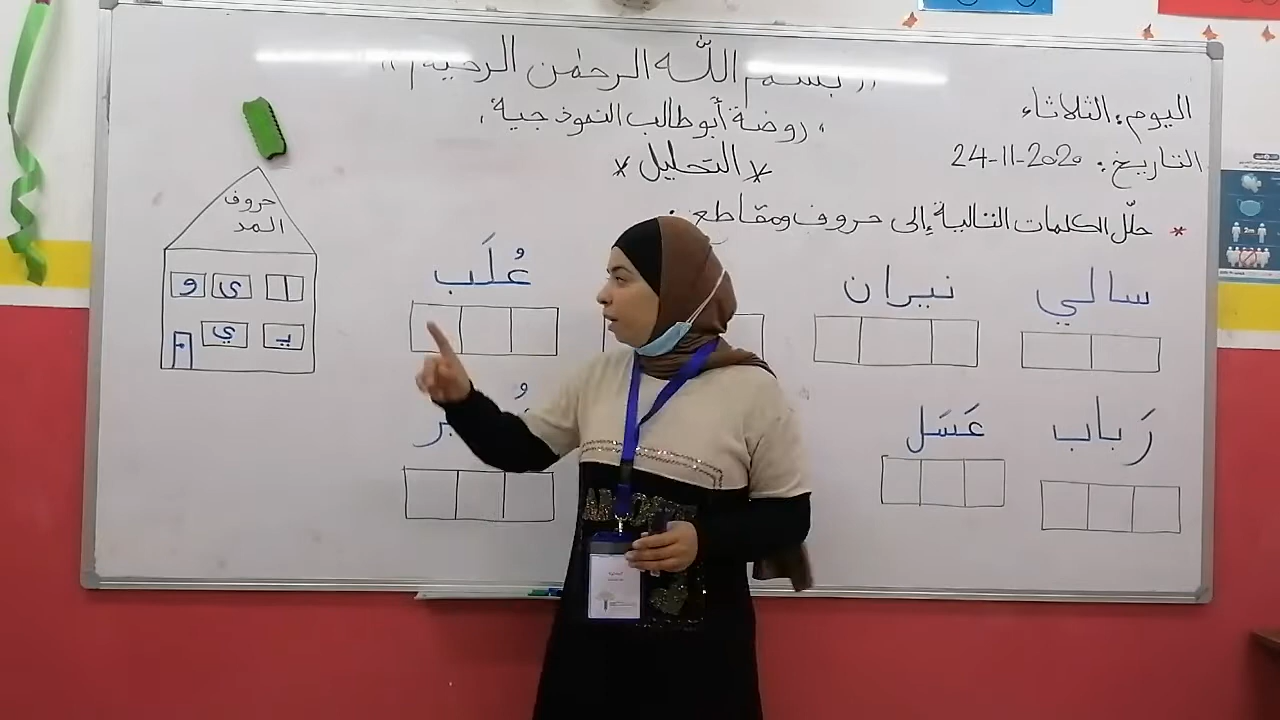 " بسم الله الرحمٰن الرحيم "
، روضة أبو طالب النموذجية ،
اليوم : الثلاثاء
التاريخ : 24-11-2020
* التحليل *
* حلّل الكلمات التالية إلى حروف ومقاطع :
سالي
نيران
عُلَب
رَباب
عَسَل
حروف
المد
ا ى و
يـ ي